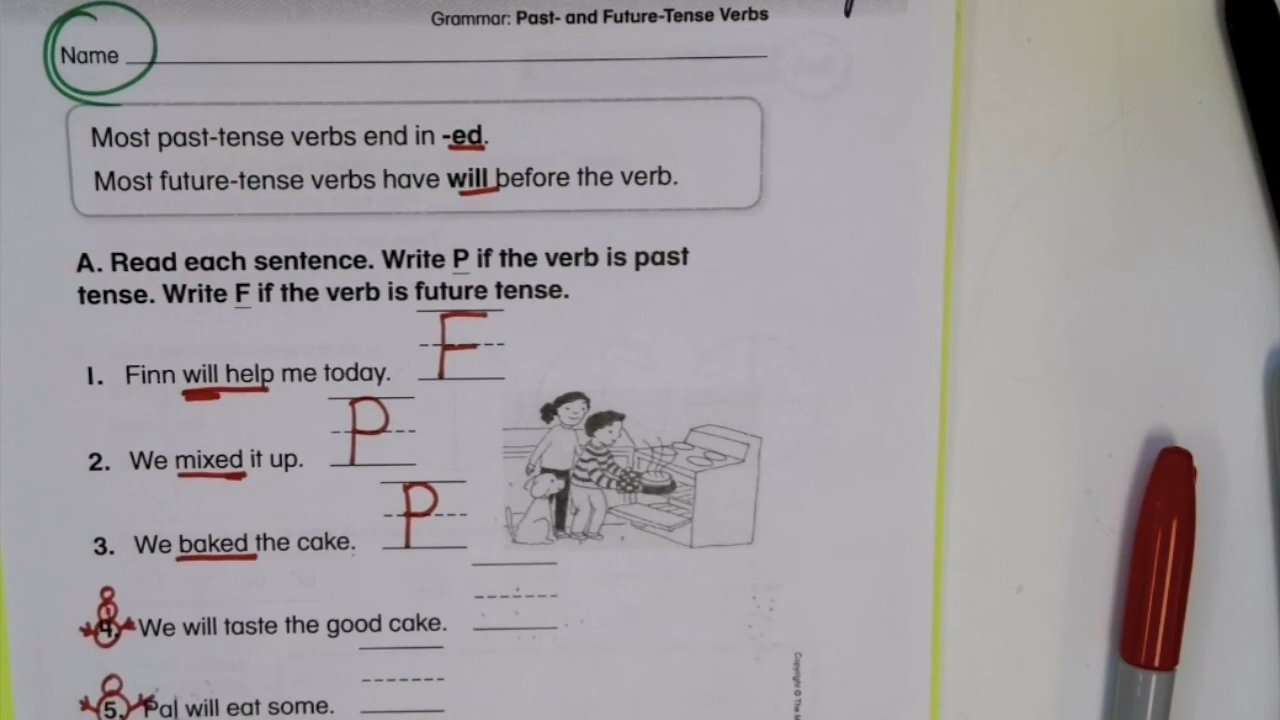 Grammar: Past- and Future-Tense Verbs
Name
Most past-tense verbs end in -ed.
Most future-tense verbs have will before the verb.
A. Read each sentence. Write P if the verb is past
tense. Write F if the verb is future tense.
1. Finn will help me today. F
2. We mixed it up. P
3. We baked the cake. P
4. We will taste the good cake.
5. Pal will eat some.
Copyright © The